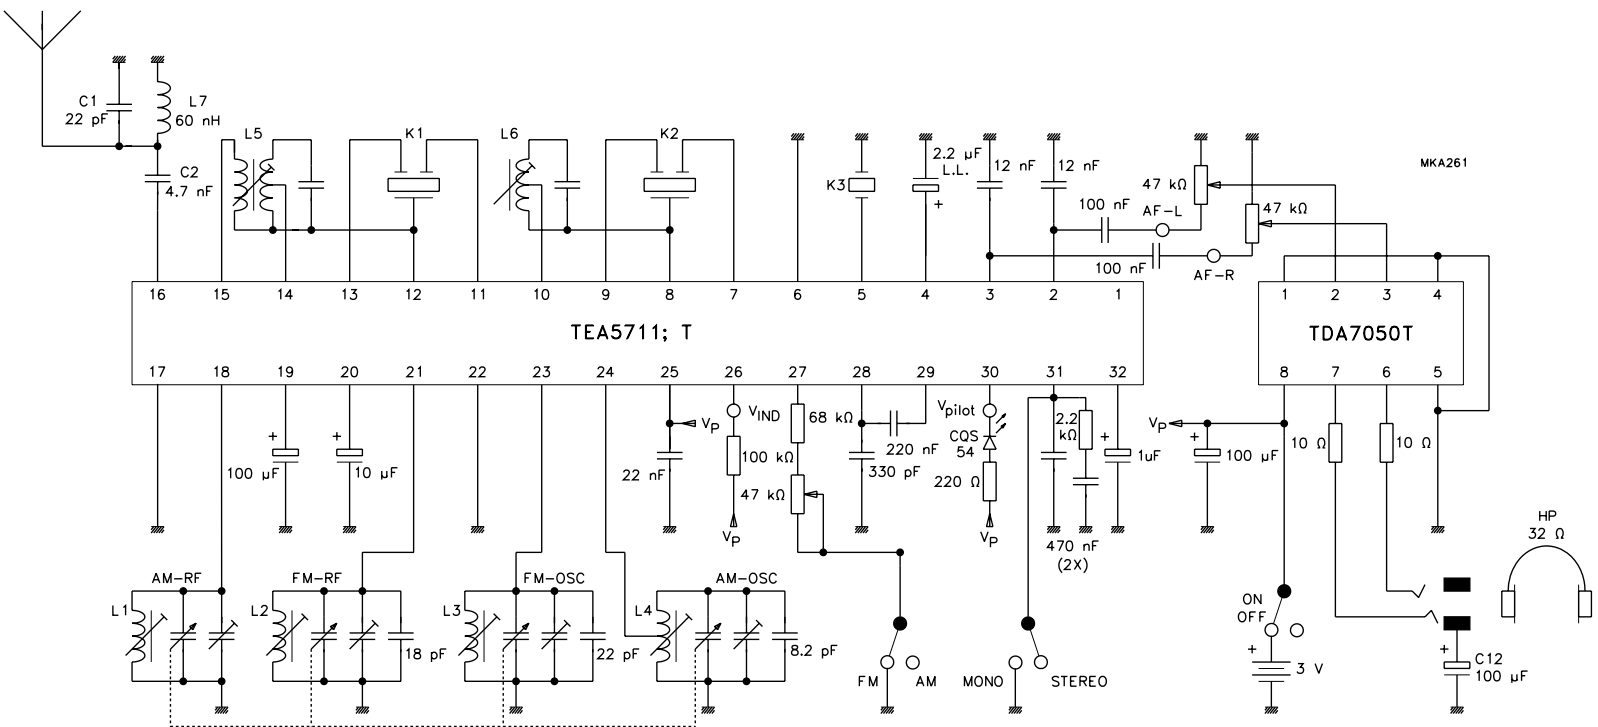 C1
22 pF
L7
60 nH
C2
4.7 nF
L5
K1
L6
K2
K3
2.2 µF
L.L.
+
12 nF
12 nF
47 kΩ
47 kΩ
100 nF
AF-L
100 nF
AF-R
MKA261
16 15 14 13 12 11 10 9 8 7 6 5 4 3 2 1
TEA5711; T
17 18 19 20 21 22 23 24 25 26 27 28 29 30 31 32
1 2 3 4
TDA7050T
8 7 6 5
+
100 µF
+
10 µF
VP
22 nF
VIND
100 kΩ
VP
68 kΩ
47 kΩ
220 nF
330 pF
Vpilot
CQS
54
220 Ω
VP
2.2
kΩ
470 nF
(2X)
+
1uF
VP
+
100 µF
10 Ω
10 Ω
HP
32 Ω
AM-RF
L1
FM-RF
L2
18 pF
FM-OSC
L3
22 pF
AM-OSC
L4
8.2 pF
FM
AM
MONO
STEREO
ON
OFF
+
3 V
+
C12
100 µF